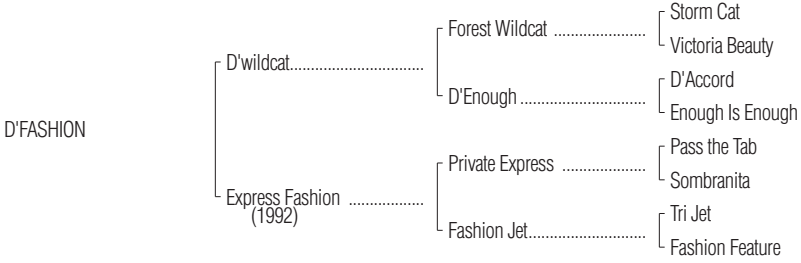 Storm Cat
Forest Wildcat ......................
Victoria Beauty
D'wildcat................................
D'Accord
D'Enough ..............................
Enough Is Enough
D'FASHION
Pass the Tab
Private Express ....................
Sombranita
Express Fashion ..................
(1992)
Tri Jet
Fashion Jet............................
Fashion Feature